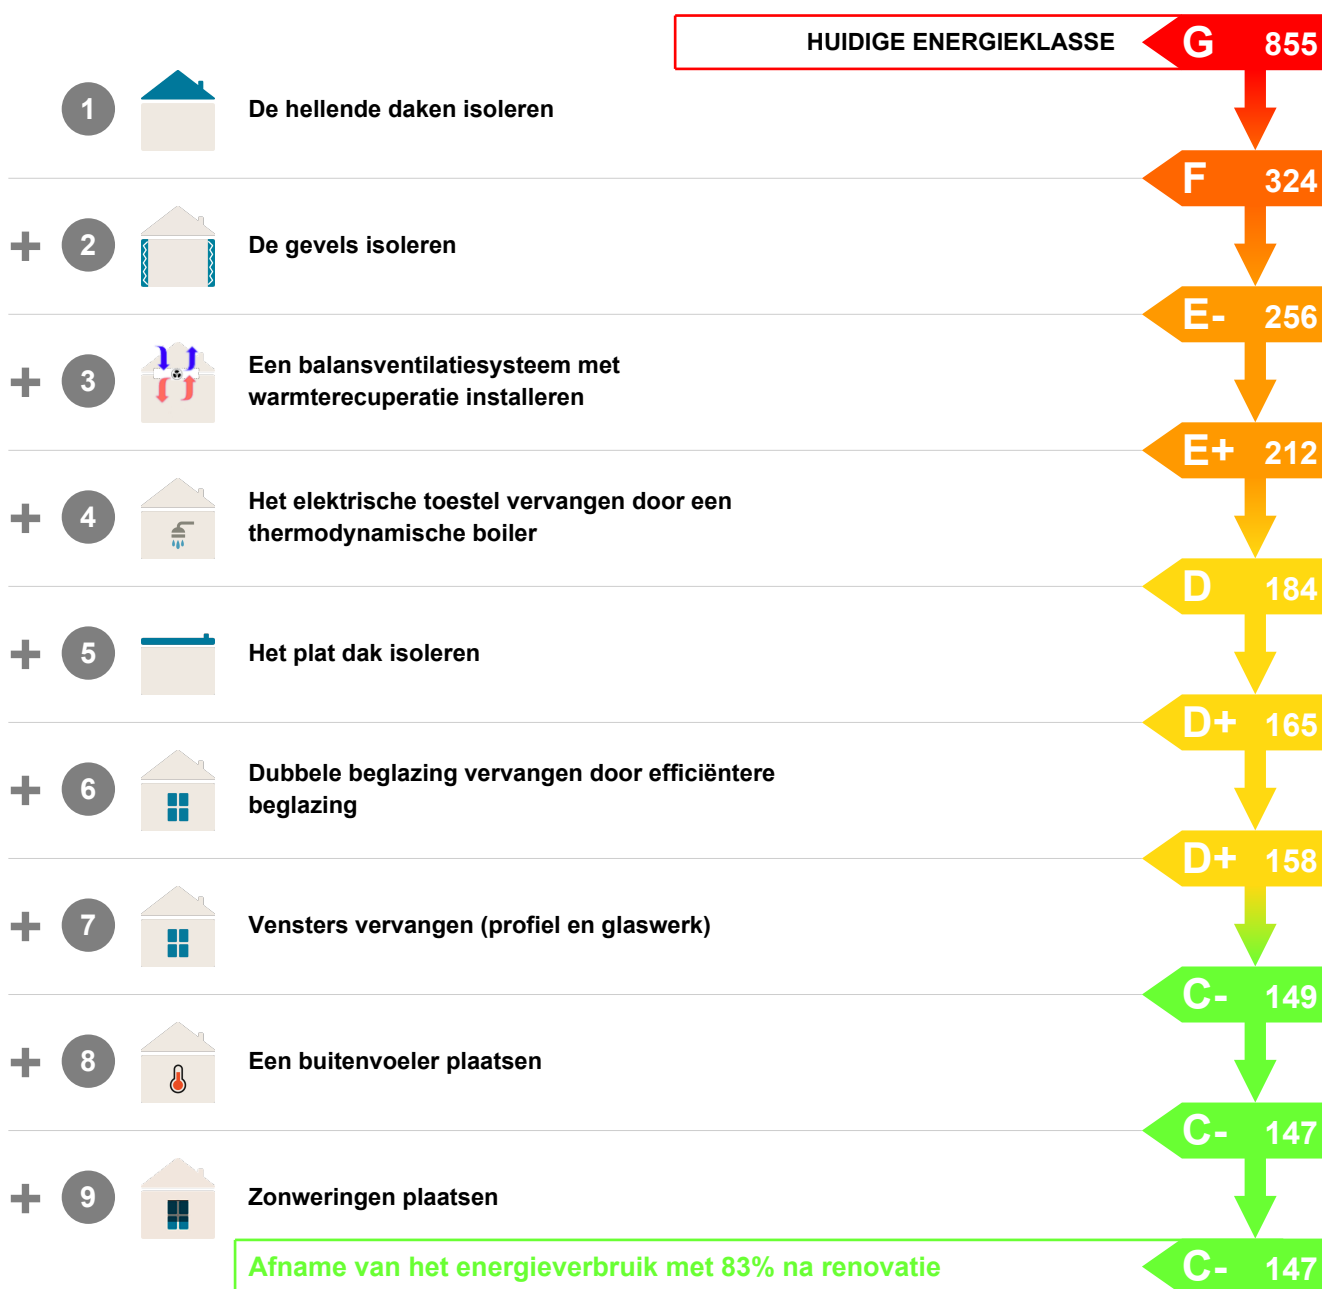 HUIDIGE ENERGIEKLASSE G 855
1 De hellende daken isoleren
F 324
+ 2 De gevels isoleren
E- 256
+ 3 Een balansventilatiesysteem met
warmterecuperatie installeren
E+ 212
+ 4 Het elektrische toestel vervangen door een
thermodynamische boiler
D 184
+ 5 Het plat dak isoleren
D+ 165
+ 6 Dubbele beglazing vervangen door efficiëntere
beglazing
D+ 158
+ 7 Vensters vervangen (profiel en glaswerk)
C- 149
+ 8 Een buitenvoeler plaatsen
C- 147
+ 9 Zonweringen plaatsen
Afname van het energieverbruik met 83% na renovatie C- 147